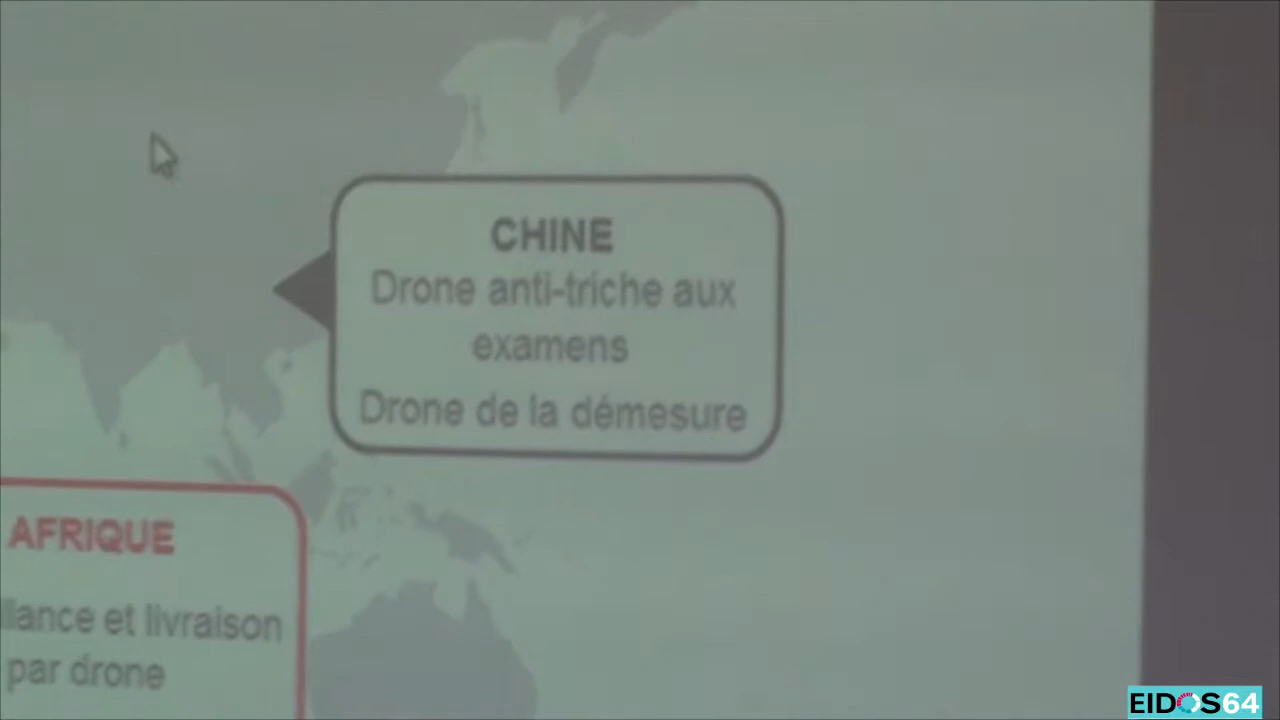 CHINE
Drone anti-triche aux
examens
Drone de la démesure
AFRIQUE
llance et livraison
par drone
EIDOS64